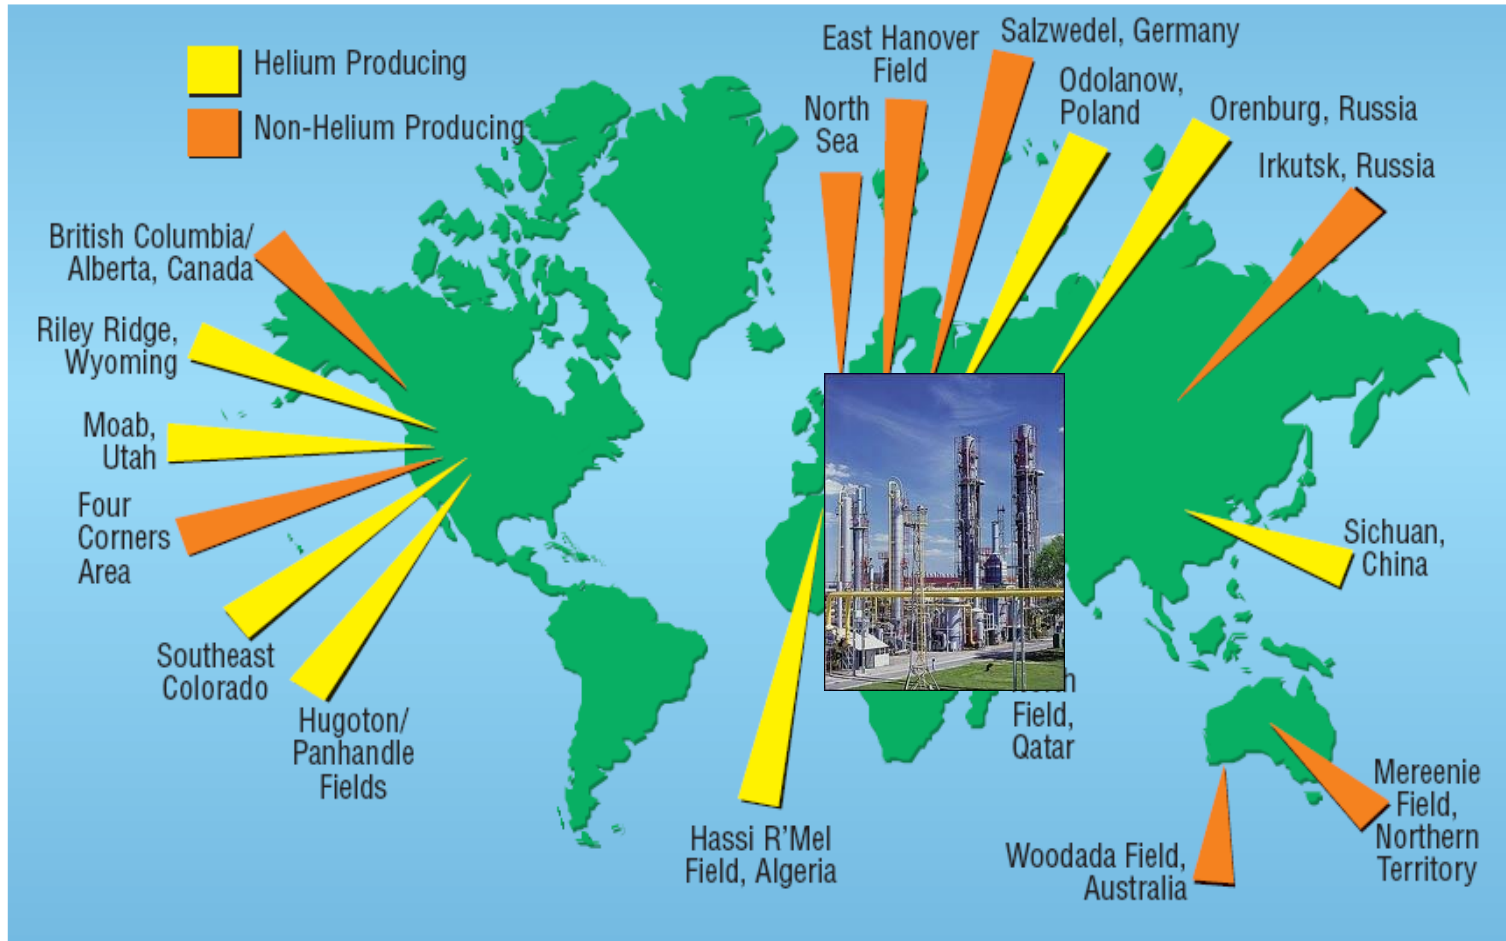 Helium Producing
Non-Helium Producing
East Hanover
Field
Salzwedel, Germany
North
Sea
Odolanow,
Poland
Orenburg, Russia
Irkutsk, Russia
British Columbia/
Alberta, Canada
Riley Ridge,
Wyoming
Moab,
Utah
Four
Corners
Area
Southeast
Colorado
Hugoton/
Panhandle
Fields
Hassi R'Mel
Field, Algeria
Field,
Qatar
Sichuan,
China
Woodada Field,
Australia
Mereenie
Field,
Northern
Territory